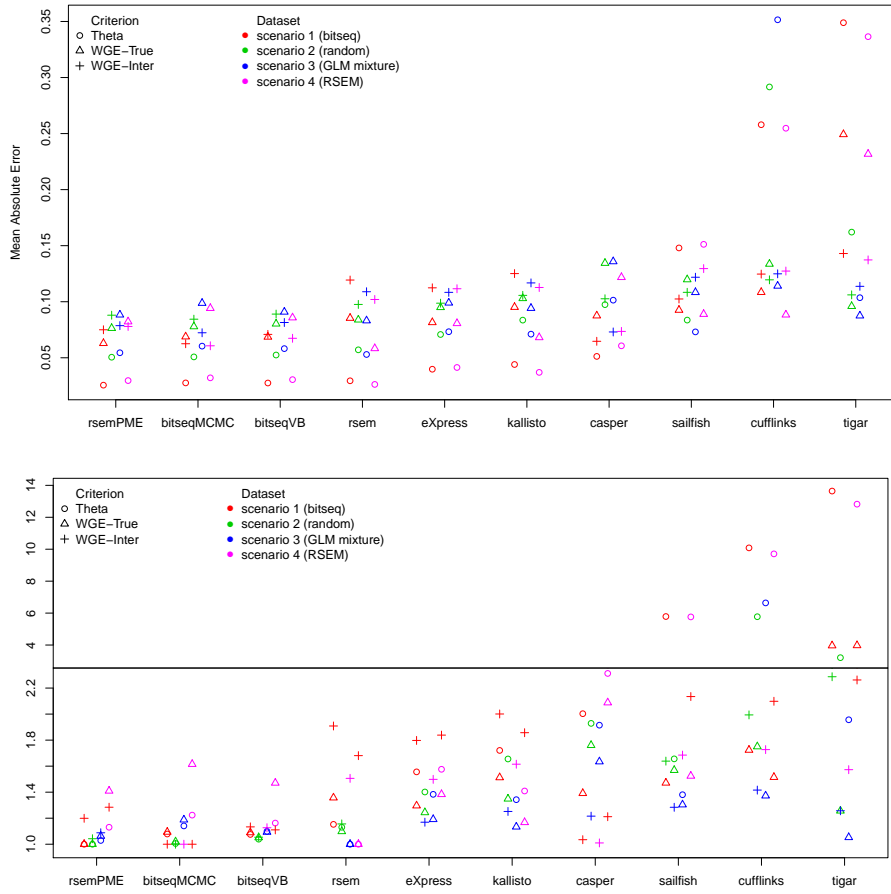 Criterion
Theta
WGE−True
WGE−Inter
Dataset
scenario 1 (bitseq)
scenario 2 (random)
scenario 3 (GLM mixture)
scenario 4 (RSEM)
Mean Absolute Error
0.35
0.30
0.25
0.20
0.15
0.10
0.05
rsemPME bitseqMCMC bitseqVB rsem eXpress kallisto casper sailfish cufflinks tigar
Criterion
Theta
WGE−True
WGE−Inter
Dataset
scenario 1 (bitseq)
scenario 2 (random)
scenario 3 (GLM mixture)
scenario 4 (RSEM)
14
12
10
8
6
4
2.2
1.8
1.4
1.0
rsemPME bitseqMCMC bitseqVB rsem eXpress kallisto casper sailfish cufflinks tigar